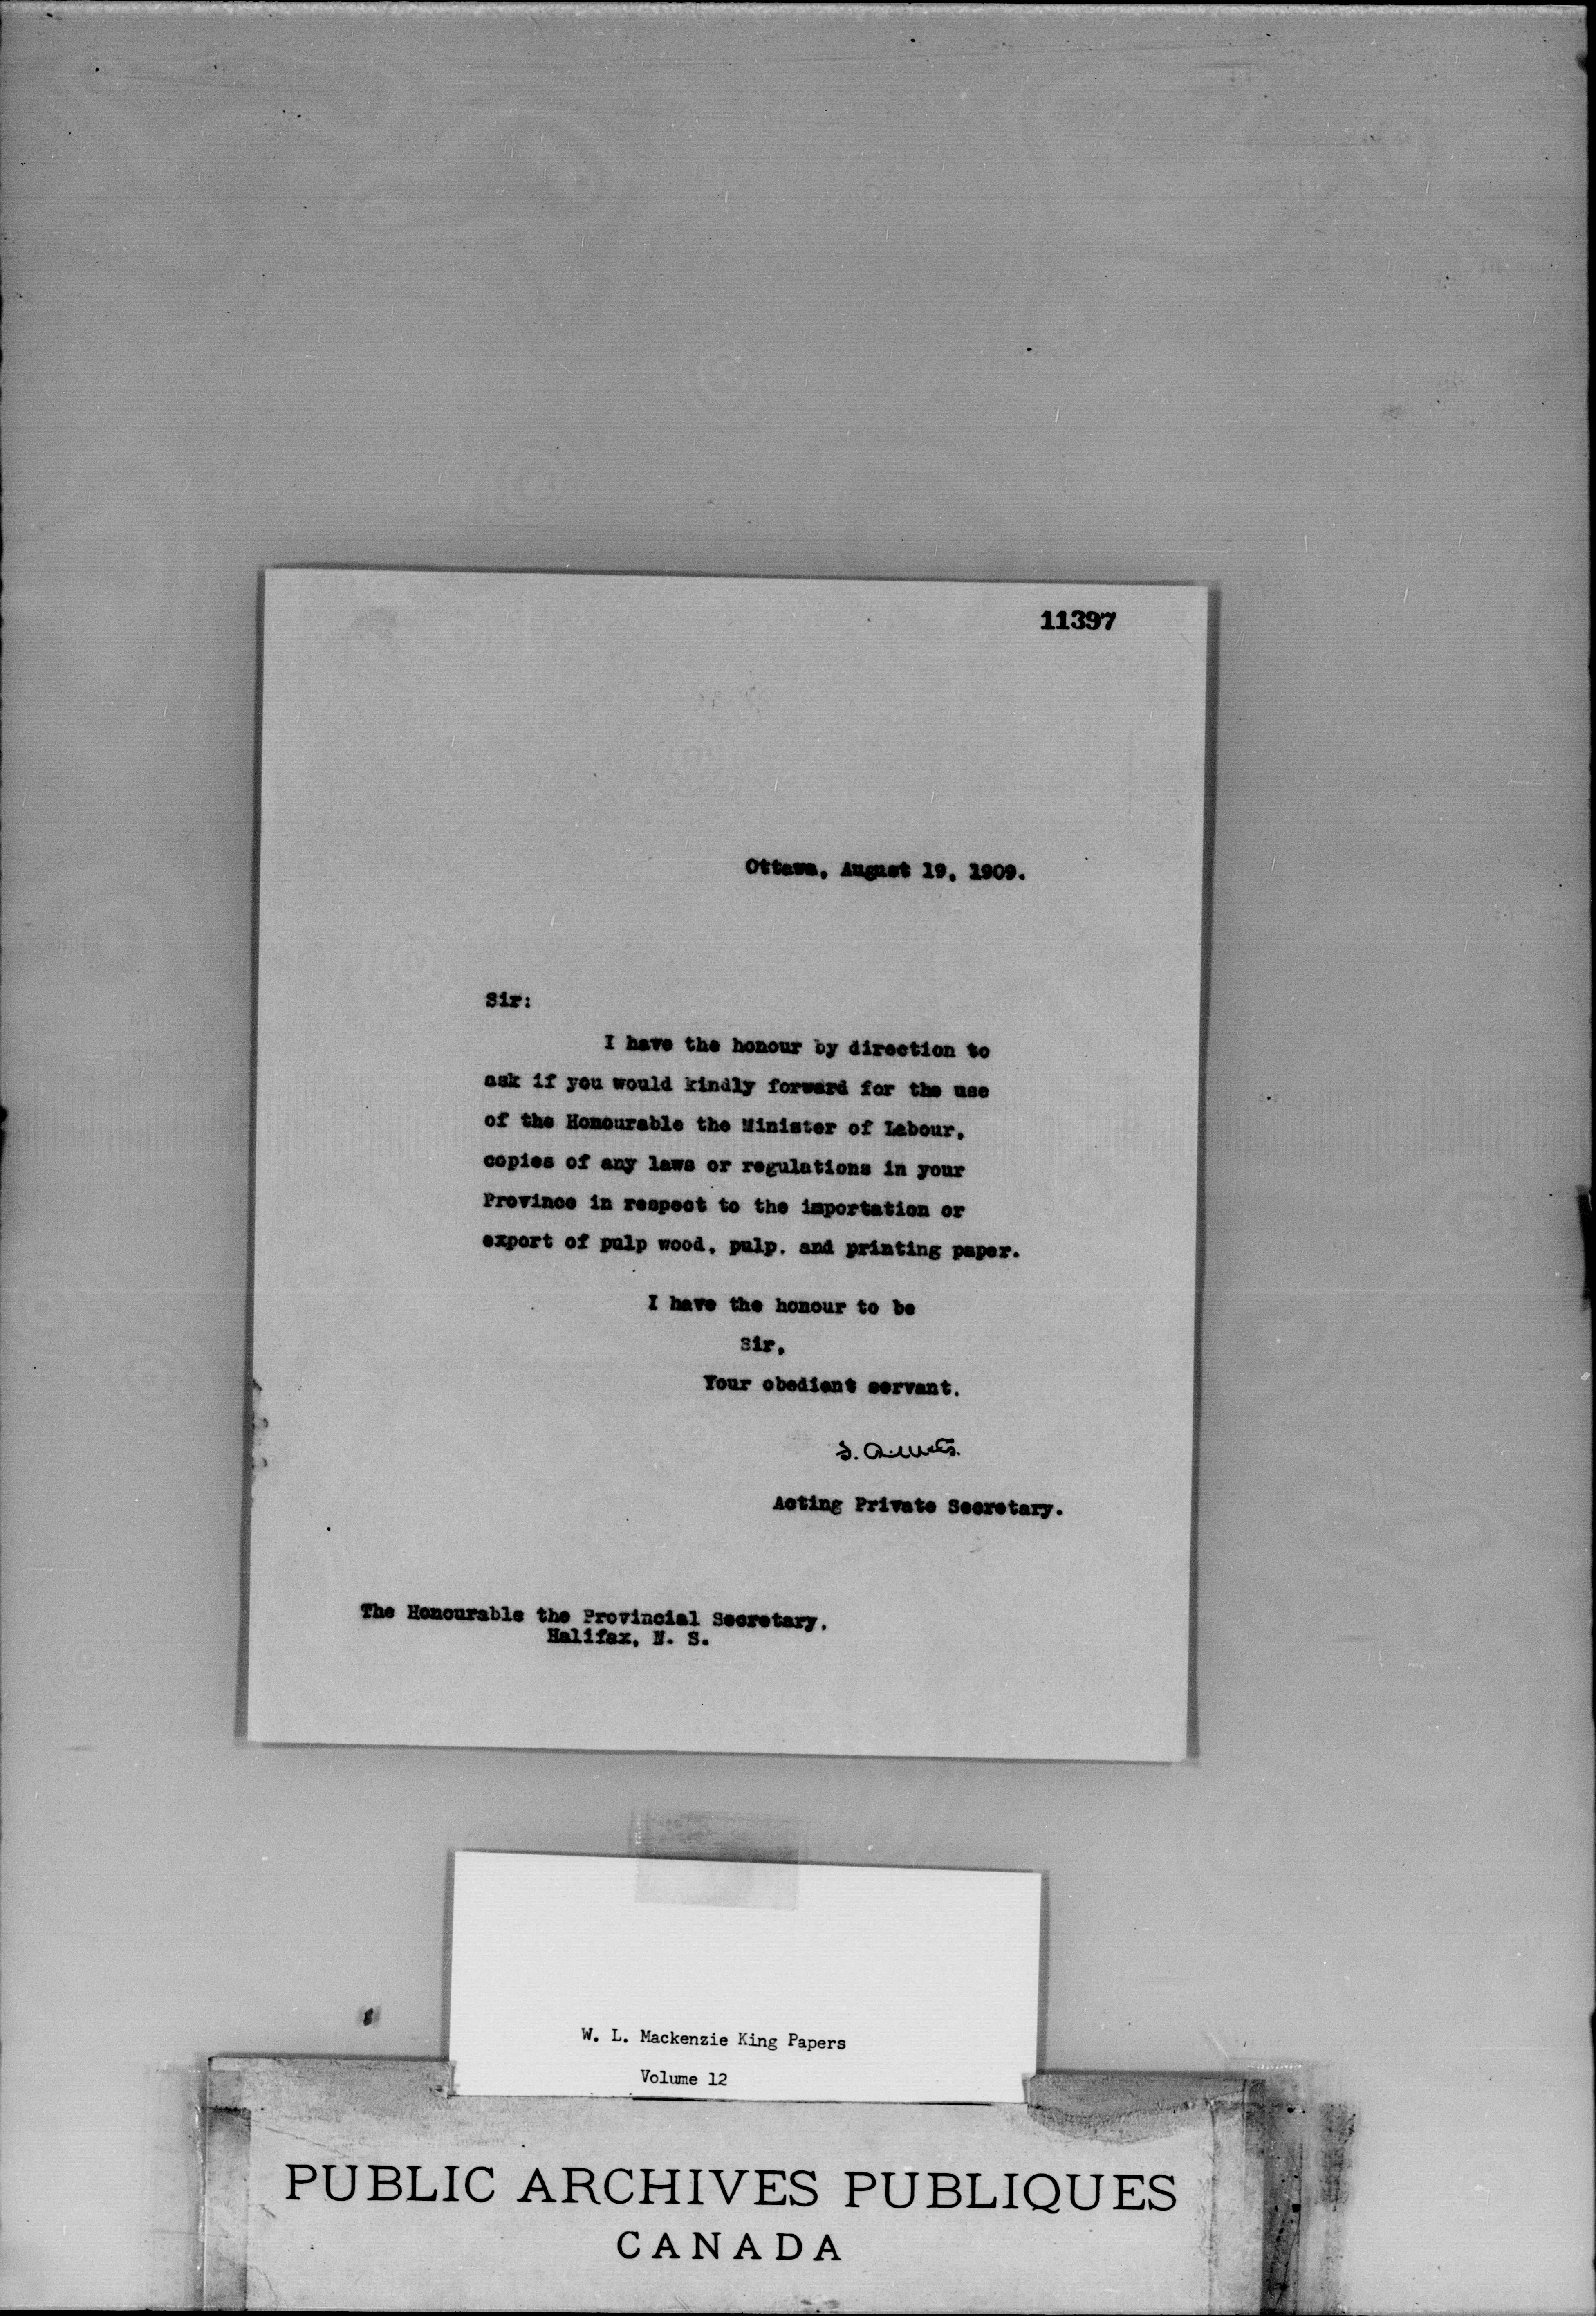 11397
Ottawa, August 19, 1909.
Sir:
I have the honour by direction to
ask if you would kindly forward for the use
of the Honourable the Minister of Labour,
copies of any laws or regulations in your
Province in respect to the importation or
export of pulp wood, pulp, and printing paper.
I have the honour to be
Sir,
Your obedient servant,
Acting Private Secretary.
The Honourable the Provincial Secretary,
Halifax, N. S.
W. L. Mackenzie King Papers
Volume 12
PUBLIC ARCHIVES PUBLIQUES
CANADA